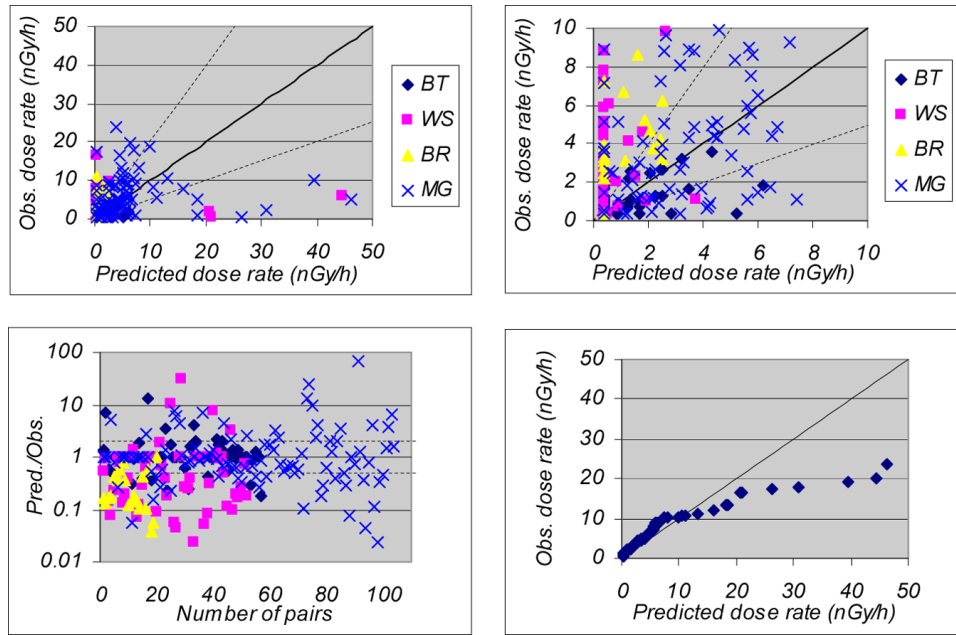 50
40
30
20
10
0
Obs. dose rate (nGy/h)
0 10 20 30 40 50
Predicted dose rate (nGy/h)
BT
WS
BR
MG
10
8
6
4
2
0
Obs. dose rate (nGy/h)
0 2 4 6 8 10
Predicted dose rate (nGy/h)
BT
WS
BR
MG
100
10
1
0.1
0.01
Pred./Obs.
0 20 40 60 80 100
Number of pairs
50
40
30
20
10
0
Obs. dose rate (nGy/h)
0 10 20 30 40 50
Predicted dose rate (nGy/h)